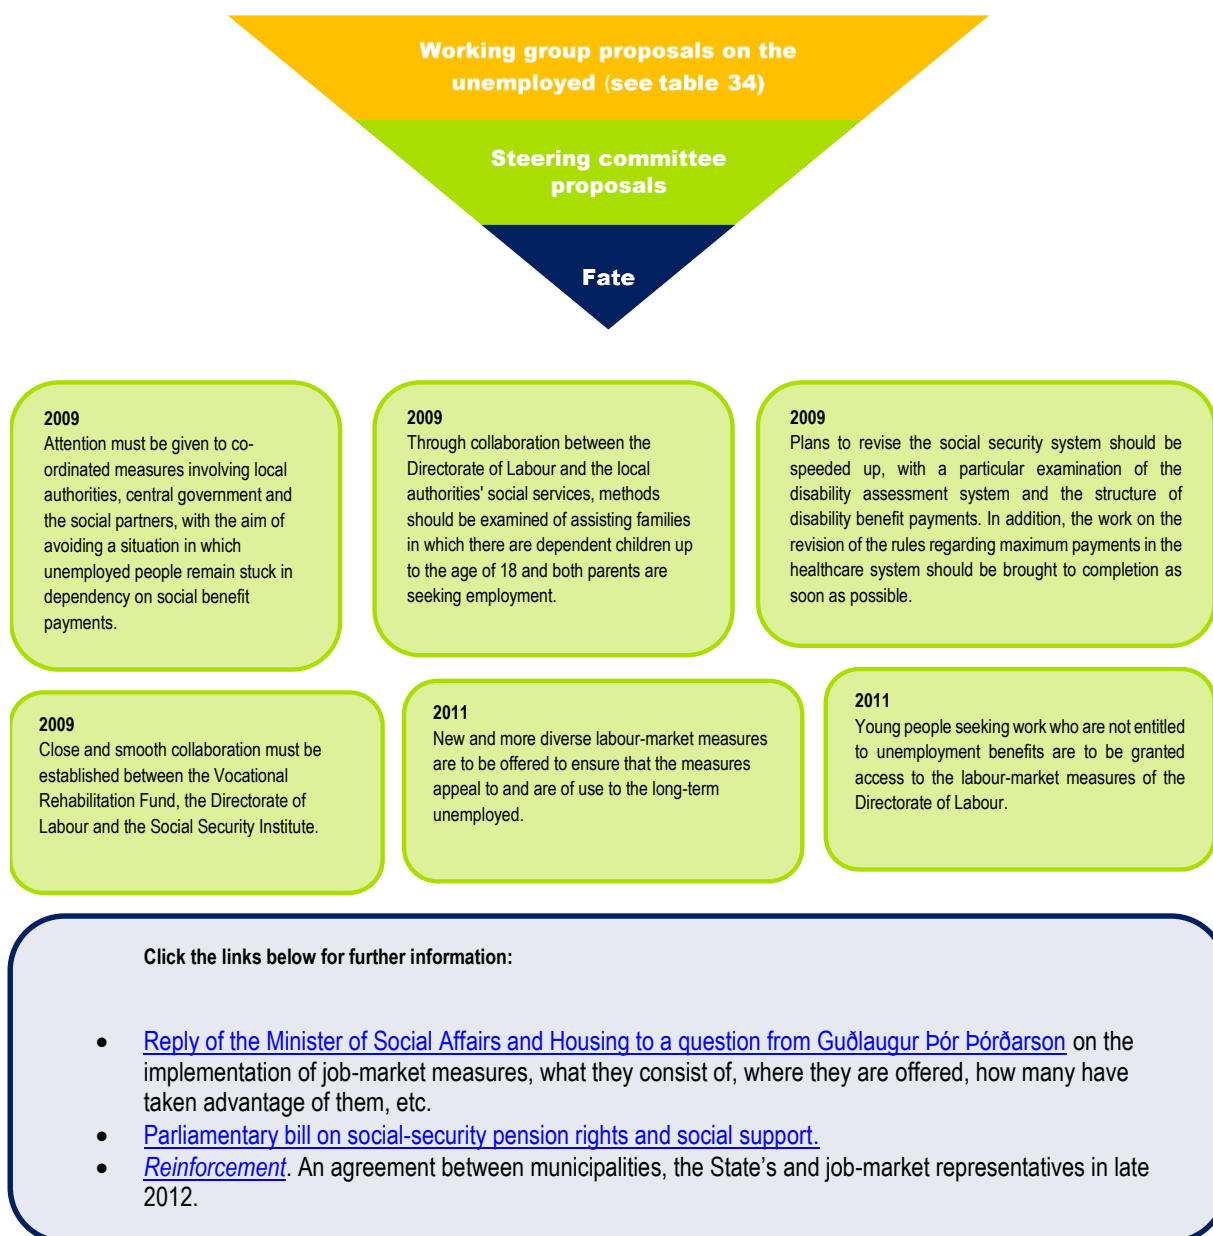 Working group proposals on the
unemployed (see table 34)
Steering committee
proposals
Fate
2009
Attention must be given to co-
ordinated measures involving local
authorities, central government and
the social partners, with the aim of
avoiding a situation in which
unemployed people remain stuck in
dependency on social benefit
payments.
2009
Through collaboration between the
Directorate of Labour and the local
authorities' social services, methods
should be examined of assisting families
in which there are dependent children up
to the age of 18 and both parents are
seeking employment.
2009
Plans to revise the social security system should be
speeded up, with a particular examination of the
disability assessment system and the structure of
disability benefit payments. In addition, the work on the
revision of the rules regarding maximum payments in the
healthcare system should be brought to completion as
soon as possible.
2009
Close and smooth collaboration must be
established between the Vocational
Rehabilitation Fund, the Directorate of
Labour and the Social Security Institute.
2011
New and more diverse labour-market measures
are to be offered to ensure that the measures
appeal to and are of use to the long-term
unemployed.
2011
Young people seeking work who are not entitled
to unemployment benefits are to be granted
access to the labour-market measures of the
Directorate of Labour.
Click the links below for further information:
• Reply of the Minister of Social Affairs and Housing to a question from Guðlaugur Þór Þórðarson on the
implementation of job-market measures, what they consist of, where they are offered, how many have
taken advantage of them, etc.
• Parliamentary bill on social-security pension rights and social support.
• Reinforcement. An agreement between municipalities, the State’s and job-market representatives in late
2012.